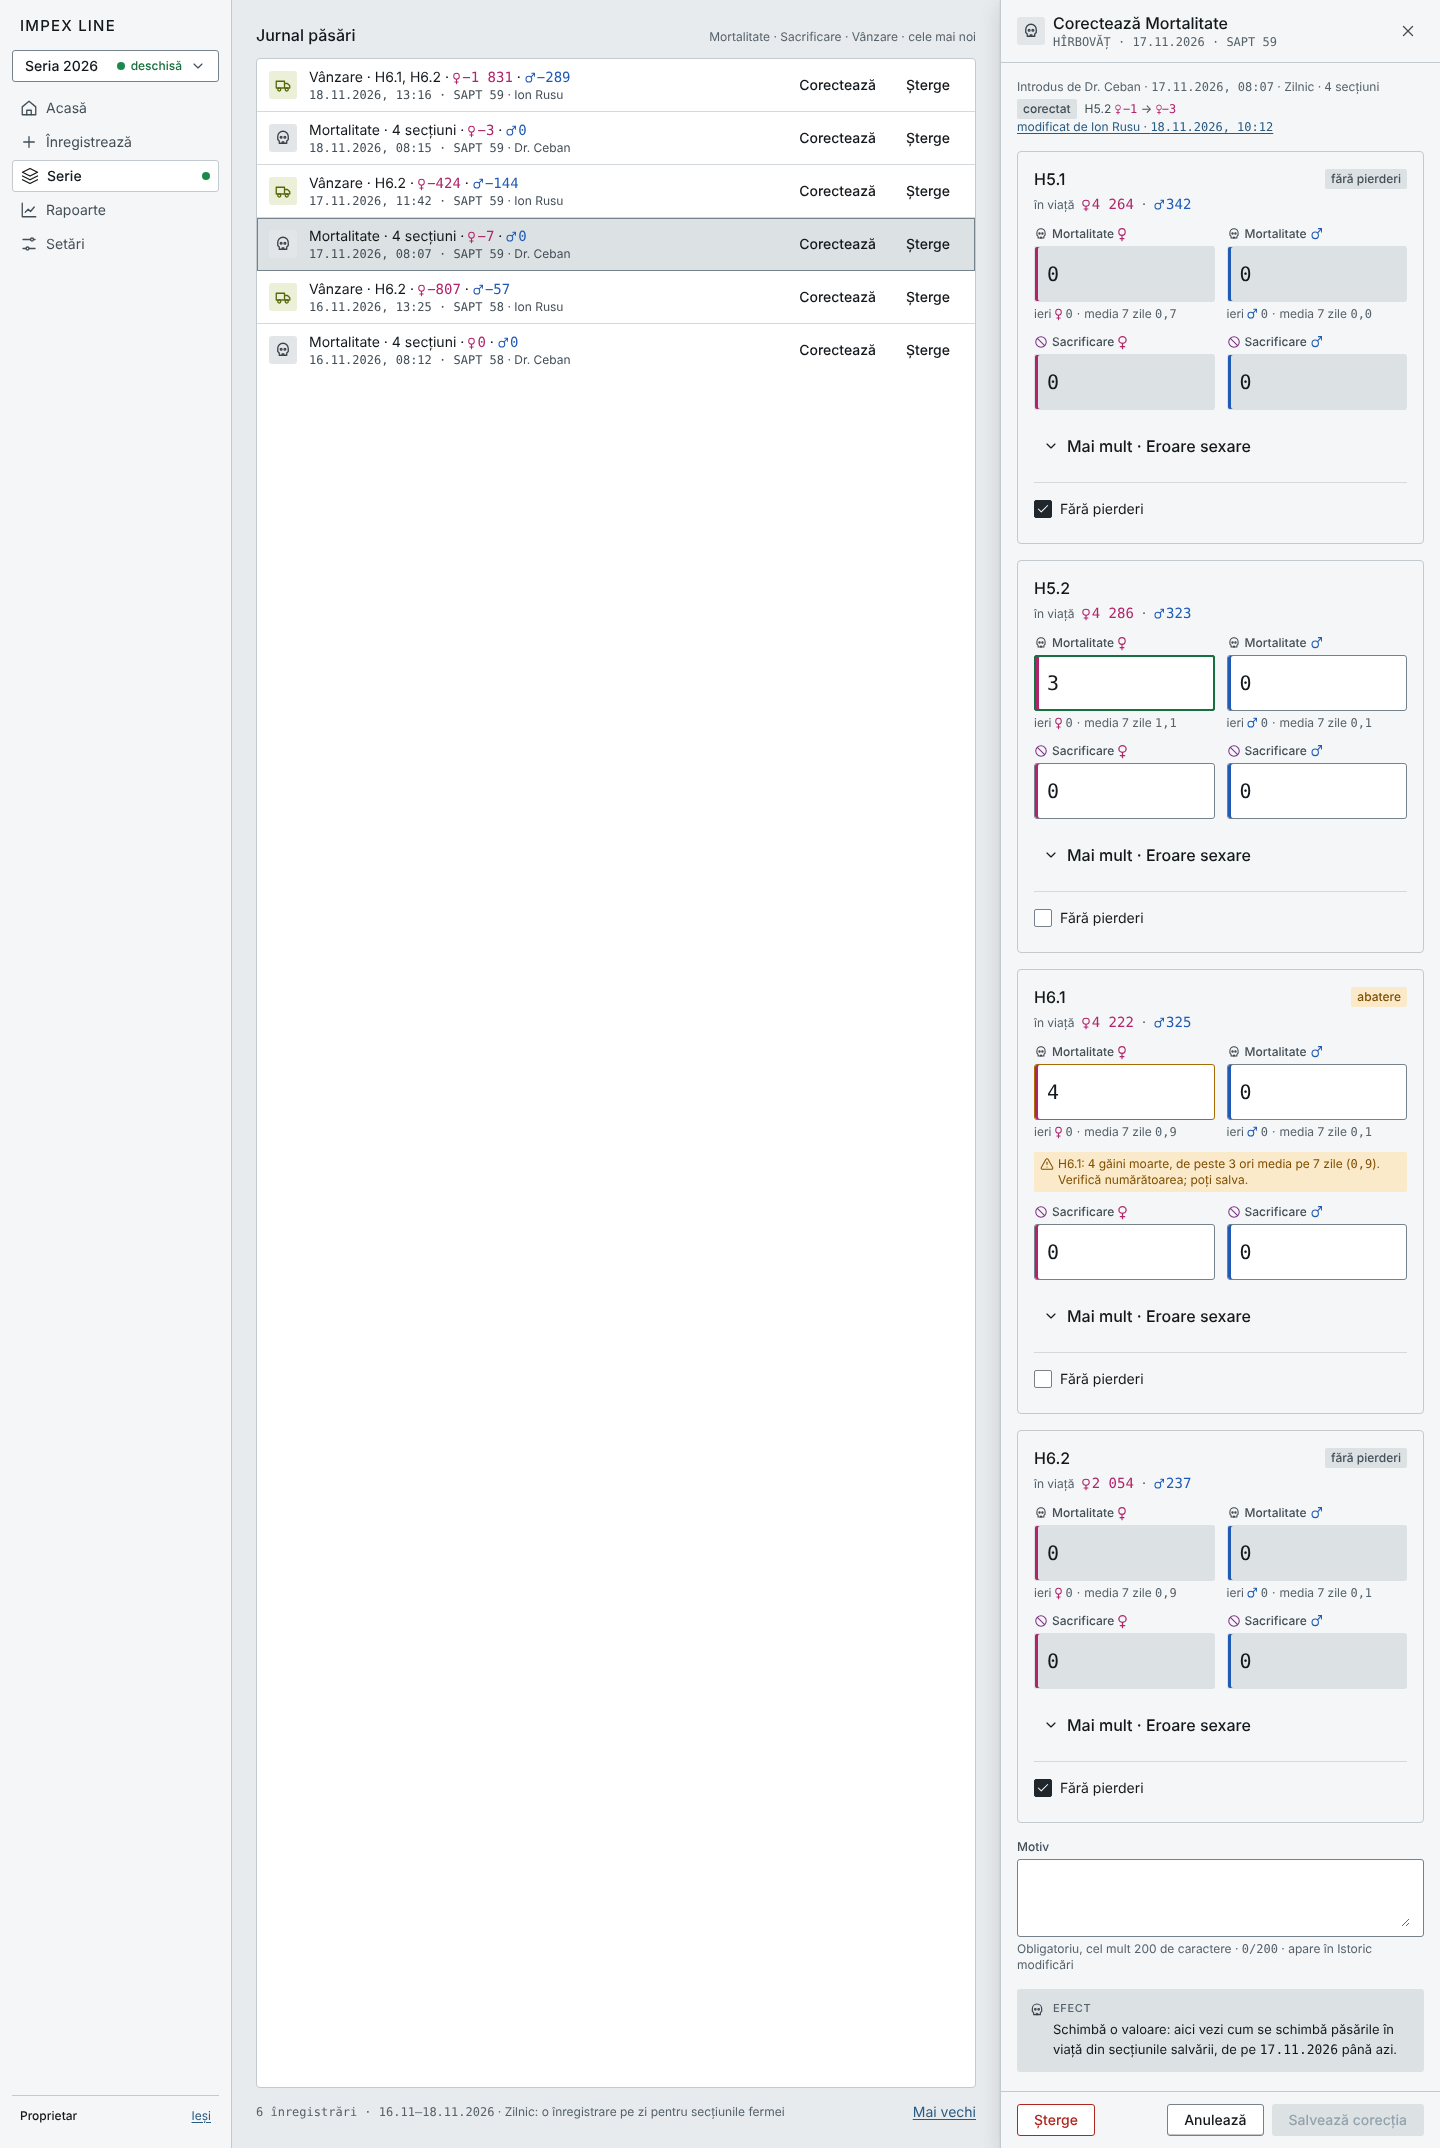 IMPEX LINE
Seria 2026 deschisă
Acasă
Înregistrează
Serie
Rapoarte
Setări
Proprietar Ieși
Jurnal păsări Mortalitate · Sacrificare · Vânzare · cele mai noi
Vânzare · H6.1, H6.2 · ♀−1 831 · ♂−289
18.11.2026, 13:16 · SAPT 59 · Ion Rusu
Corectează Șterge
Mortalitate · 4 secțiuni · ♀−3 · ♂0
18.11.2026, 08:15 · SAPT 59 · Dr. Ceban
Corectează Șterge
Vânzare · H6.2 · ♀−424 · ♂−144
17.11.2026, 11:42 · SAPT 59 · Ion Rusu
Corectează Șterge
Mortalitate · 4 secțiuni · ♀−7 · ♂0
17.11.2026, 08:07 · SAPT 59 · Dr. Ceban
Corectează Șterge
Vânzare · H6.2 · ♀−807 · ♂−57
16.11.2026, 13:25 · SAPT 58 · Ion Rusu
Corectează Șterge
Mortalitate · 4 secțiuni · ♀0 · ♂0
16.11.2026, 08:12 · SAPT 58 · Dr. Ceban
Corectează Șterge
6 înregistrări · 16.11–18.11.2026 · Zilnic: o înregistrare pe zi pentru secțiunile fermei Mai vechi
Corectează Mortalitate
HÎRBOVĂȚ · 17.11.2026 · SAPT 59
Introdus de Dr. Ceban · 17.11.2026, 08:07 · Zilnic · 4 secțiuni
corectat H5.2 ♀−1 → ♀−3
modificat de Ion Rusu · 18.11.2026, 10:12
H5.1 fără pierderi
în viață ♀4 264 · ♂342
Mortalitate ♀ Mortalitate ♂
0 0
ieri ♀ 0 · media 7 zile 0,7 ieri ♂ 0 · media 7 zile 0,0
Sacrificare ♀ Sacrificare ♂
0 0
Mai mult · Eroare sexare
Fără pierderi
H5.2
în viață ♀4 286 · ♂323
Mortalitate ♀ Mortalitate ♂
3 0
ieri ♀ 0 · media 7 zile 1,1 ieri ♂ 0 · media 7 zile 0,1
Sacrificare ♀ Sacrificare ♂
0 0
Mai mult · Eroare sexare
Fără pierderi
H6.1 abatere
în viață ♀4 222 · ♂325
Mortalitate ♀ Mortalitate ♂
4 0
ieri ♀ 0 · media 7 zile 0,9 ieri ♂ 0 · media 7 zile 0,1
H6.1: 4 găini moarte, de peste 3 ori media pe 7 zile (0,9).
Verifică numărătoarea; poți salva.
Sacrificare ♀ Sacrificare ♂
0 0
Mai mult · Eroare sexare
Fără pierderi
H6.2 fără pierderi
în viață ♀2 054 · ♂237
Mortalitate ♀ Mortalitate ♂
0 0
ieri ♀ 0 · media 7 zile 0,9 ieri ♂ 0 · media 7 zile 0,1
Sacrificare ♀ Sacrificare ♂
0 0
Mai mult · Eroare sexare
Fără pierderi
Motiv
Obligatoriu, cel mult 200 de caractere · 0/200 · apare în Istoric
modificări
EFECT
Schimbă o valoare: aici vezi cum se schimbă păsările în
viață din secțiunile salvării, de pe 17.11.2026 până azi.
Șterge Anulează Salvează corecția